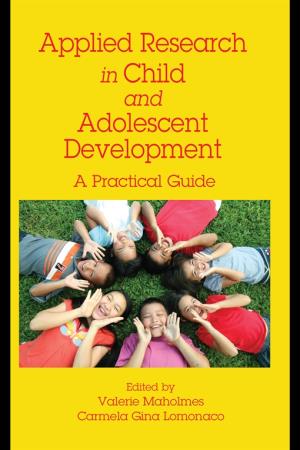 Applied Research
in Child
and
Adolescent
Development
A Practical Guide
Edited by
Valerie Maholmes
Carmela Gina Lomonaco